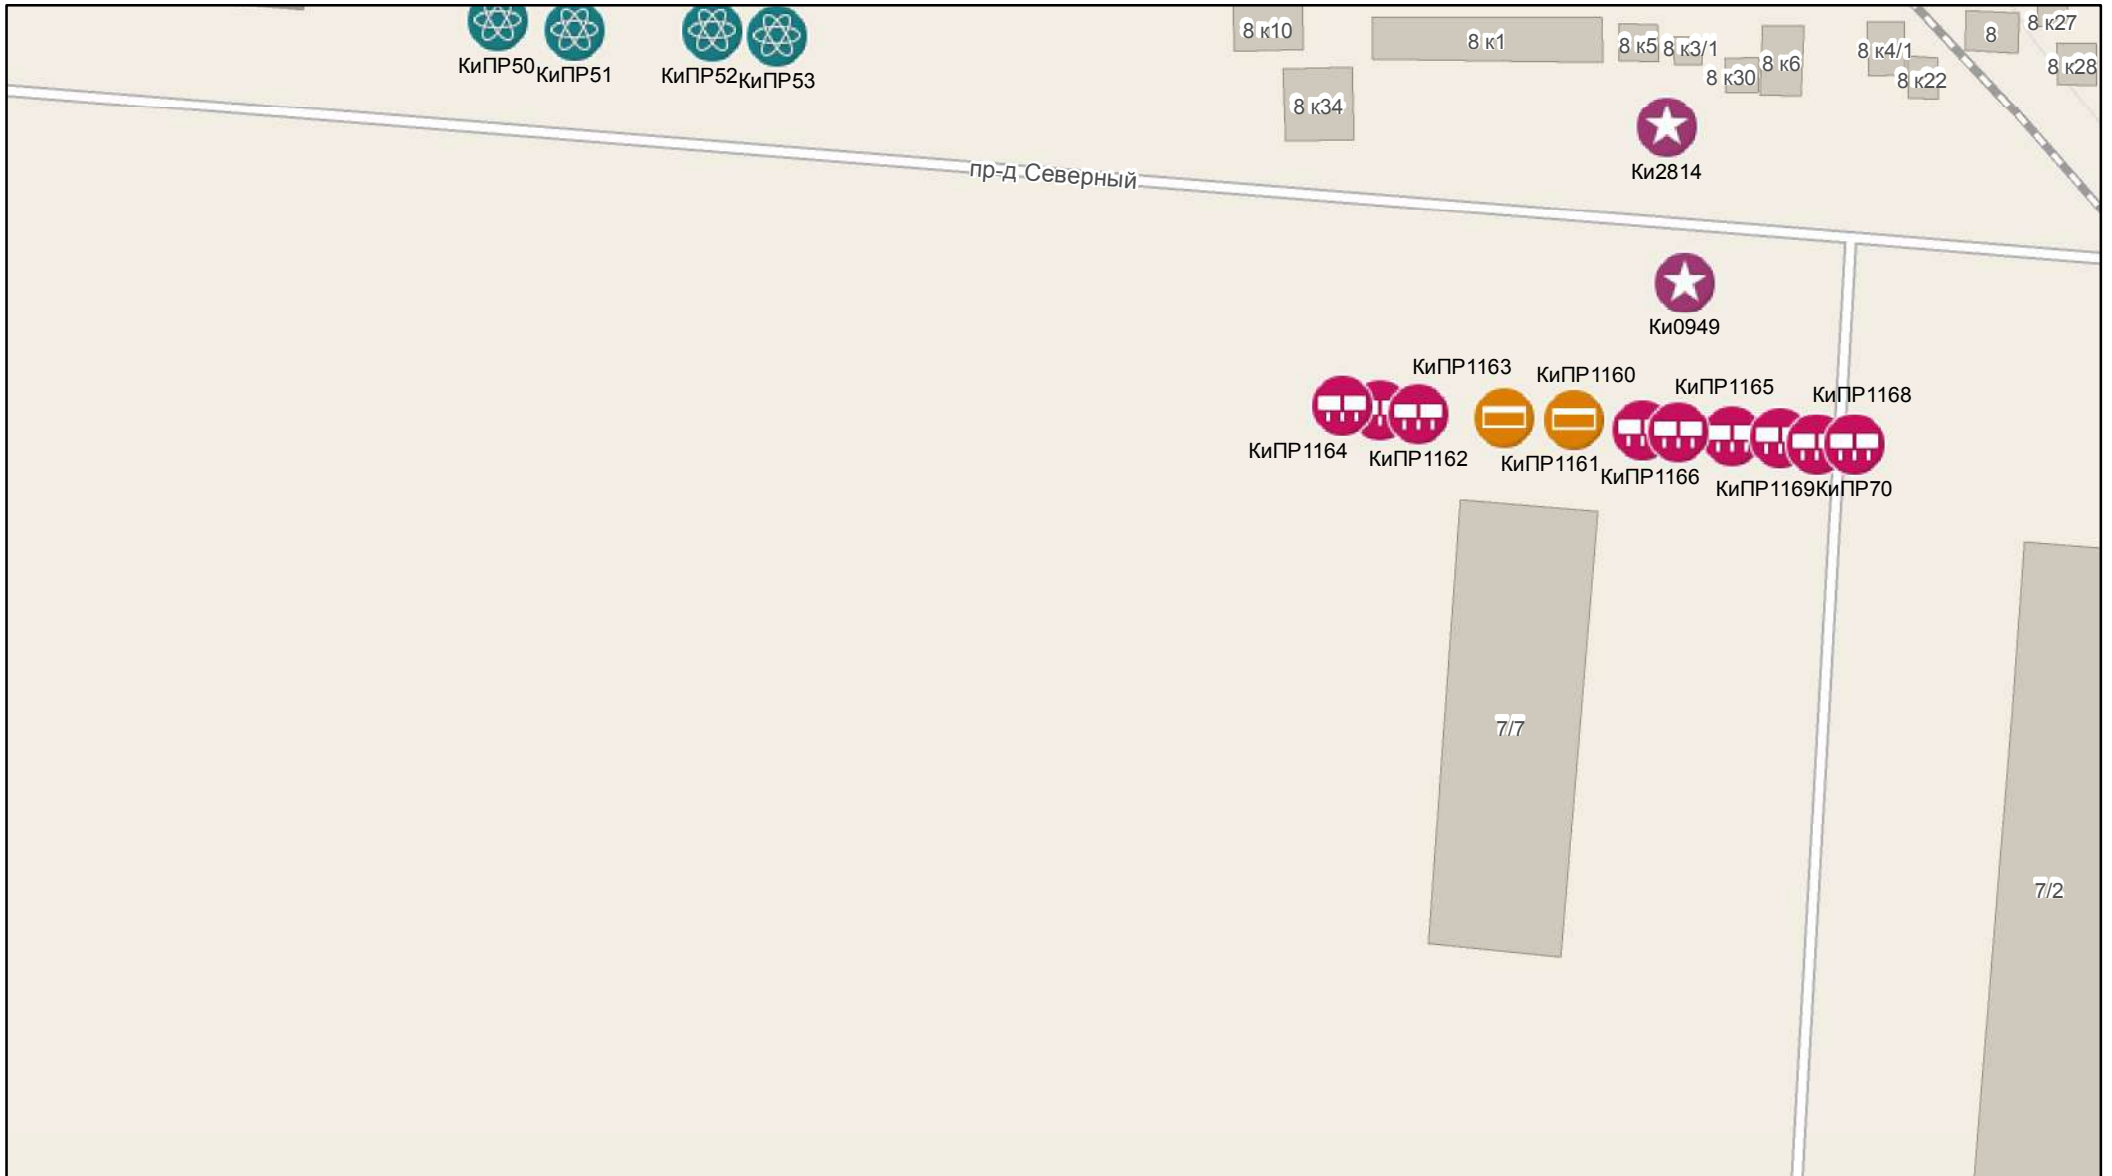 8 к27
8 к10
8 к1
8 к5
8 к3/1
8 к4/1
8
8 к6
8 к28
КиПР50
КиПР51
КиПР52
КиПР53
8 к30
8 к22
8 к34
Ки2814
пр-д Северный
Ки0949
КиПР1163
КиПР1160
КиПР1165
КиПР1168
КиПР1164
КиПР1162
КиПР1161
КиПР1166
КиПР1169
КиПР70
7/7
7/2